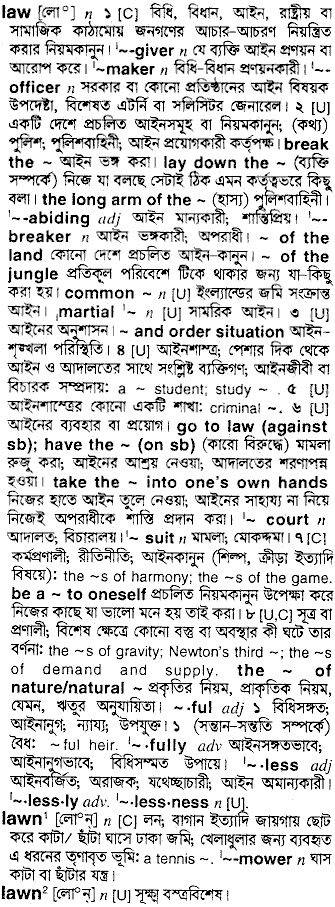 law [লো°] n ১ [C] বিধি, বিধান, আইন, রাষ্ট্রীয় বা
সামাজিক কাঠামোয় জনগণের আচার-আচরণ নিয়ন্ত্রিত
করার নিয়মকানুন। ˈ~-giver n যে ব্যক্তি আইন প্রণয়ন বা
আরোপ করে। ˈ~-maker n বিধি-বিধান প্রণয়নকারী। ˈ~-
officer n সরকার বা কোনো প্রতিষ্ঠানের আইন বিষয়ক
উপদেষ্টা, বিশেষত এটর্নি বা সলিসিটর জেনারেল। ২ [U]
একটি দেশে প্রচলিত আইনসমূহ বা নিয়মকানুন; (কথ্য)
পুলিশ; পুলিশবাহিনী; আইন প্রয়োগকারী কর্তৃপক্ষ। break
the ~ আইন ভঙ্গ করা। lay down the ~ (ব্যক্তি
সম্পর্কে) নিজে যা বলছে সেটাই ঠিক এমন কর্তৃত্বভরে কিছু
বলা। the long arm of the ~ (হাস্য) পুলিশবাহিনী।
ˈ~-abiding adj আইন মান্যকারী; শান্তিপ্রিয়। ˈ~-
breaker n আইন ভঙ্গকারী; অপরাধী। ~ of the
land কোনো দেশে প্রচলিত আইন-কানুন। ~ of the
jungle প্রতিকূল পরিবেশে টিকে থাকার জন্য যা-কিছু
করা হয়। common ~ n [U] ইংল্যান্ডের জমি সংক্রান্ত
আইন। ˌmartial ˈ~ n [U] সামরিক আইন। ৩ [U]
আইনের অনুশাসন। ~ and order situation আইন-
শৃঙ্খলা পরিস্থিতি। ৪ [U] আইনশাস্ত্র; পেশার দিক থেকে
আইন ও আদালতের সাথে সংশ্লিষ্ট ব্যক্তিগণ; আইনজীবী বা
বিচারক সম্প্রদায়: a ~ student; study ~. ৫ [U]
আইনশাস্ত্রের কোনো একটি শাখা: criminal ~. ৬ [U]
আইনের ব্যবহার বা প্রয়োগ। go to law (against
sb); have the ~ (on sb) (কারো বিরুদ্ধে) মামলা
রুজু করা; আইনের আশ্রয় নেওয়া; আদালতের শরণাপন্ন
হওয়া। take the ~ into one's own hands
নিজের হাতে আইন তুলে নেওয়া; আইনের সাহায্য না নিয়ে
নিজেই অপরাধীকে শাস্তি প্রদান করা। ˈ~ court n
আদালত; বিচারালয়। ˈ~ suit n মামলা; মোকদ্দমা। ৭ [C]
কর্মপ্রণালী; রীতিনীতি; আইনকানুন (শিল্প, ক্রীড়া ইত্যাদি
বিষয়ে): the ~s of harmony; the ~s of the game.
be a ~ to oneself প্রচলিত নিয়মকানুন উপেক্ষা করে
নিজের কাছে যা ভালো মনে হয় তাই করা। ৮ [U,C] সূত্র বা
প্রণালী; বিশেষ ক্ষেত্রে কোনো বস্তু বা অবস্থার কী ঘটে তার
বর্ণনা: the ~s of gravity; Newton's third ~; the ~s
of demand and supply. the ~ of
nature/natural ~ প্রকৃতির নিয়ম, প্রাকৃতিক নিয়ম,
যেমন, ঋতুর অনুযায়িতা। ~·ful adj ১ বিধিসঙ্গত;
আইনানুগ; ন্যায্য; উপযুক্ত। ১ (সন্তান-সন্ততি সম্পর্কে)
বৈধ: ~ful heir. ~·fully adv আইনসঙ্গতভাবে;
আইনানুগভাবে; বিধিসম্মত উপায়ে। ˈ~·less adj
আইনবর্জিত; অরাজক; যথেচ্ছাচারী; আইন অমান্যকারী।
ˈ~·less·ly adv. ˈ~·less·ness n [U].
lawn¹ [লো°ন্] n [C] লন; বাগান ইত্যাদি জায়গায় ছোট
করে কাটা/ ছাঁটা ঘাসে ঢাকা জমি; খেলাধুলার জন্য ব্যবহৃত
এ ধরনের তৃণাবৃত ভূমি: a tennis ~. ˈ~-mower n ঘাস
কাটা বা ছাঁটার যন্ত্র।
lawn² [লো°ন্] n [U] সূক্ষ্ম বস্ত্রবিশেষ।